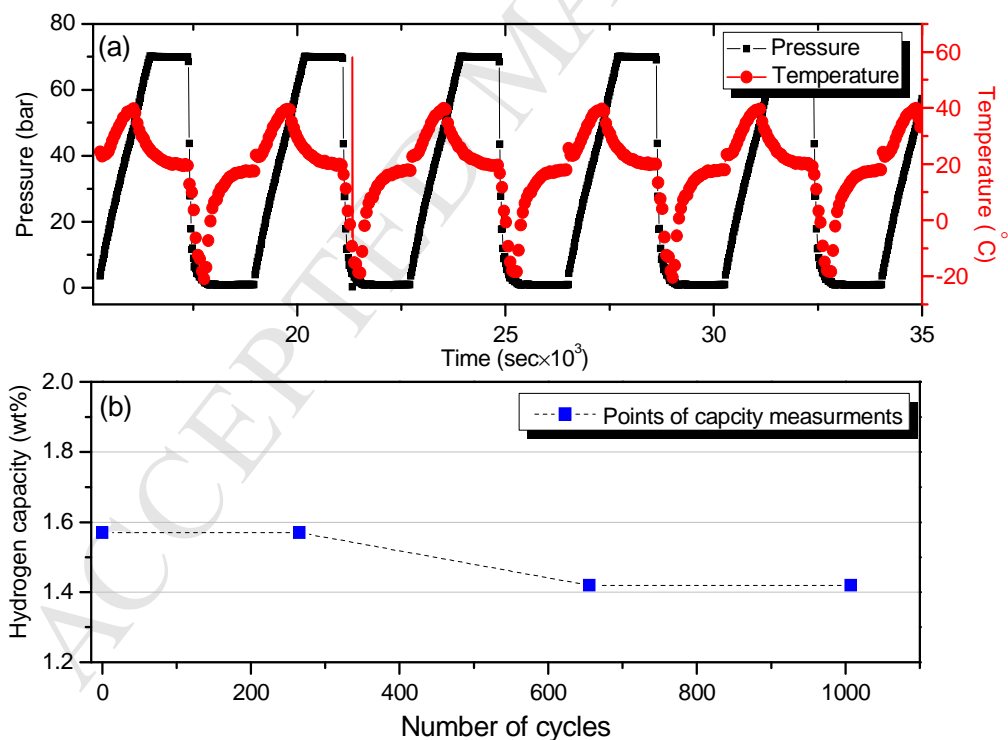 (a)
Pressure
Temperature
80
60
40
20
0
Pressure (bar)
60
40
20
0
-20
Temperature (°C)
20
25
30
35
Time (sec×10³)
ACCEPTED MA
(b)
Points of capcity measurments
2.0
1.8
1.6
1.4
1.2
Hydrogen capacity (wt%)
0
200
400
600
800
1000
Number of cycles